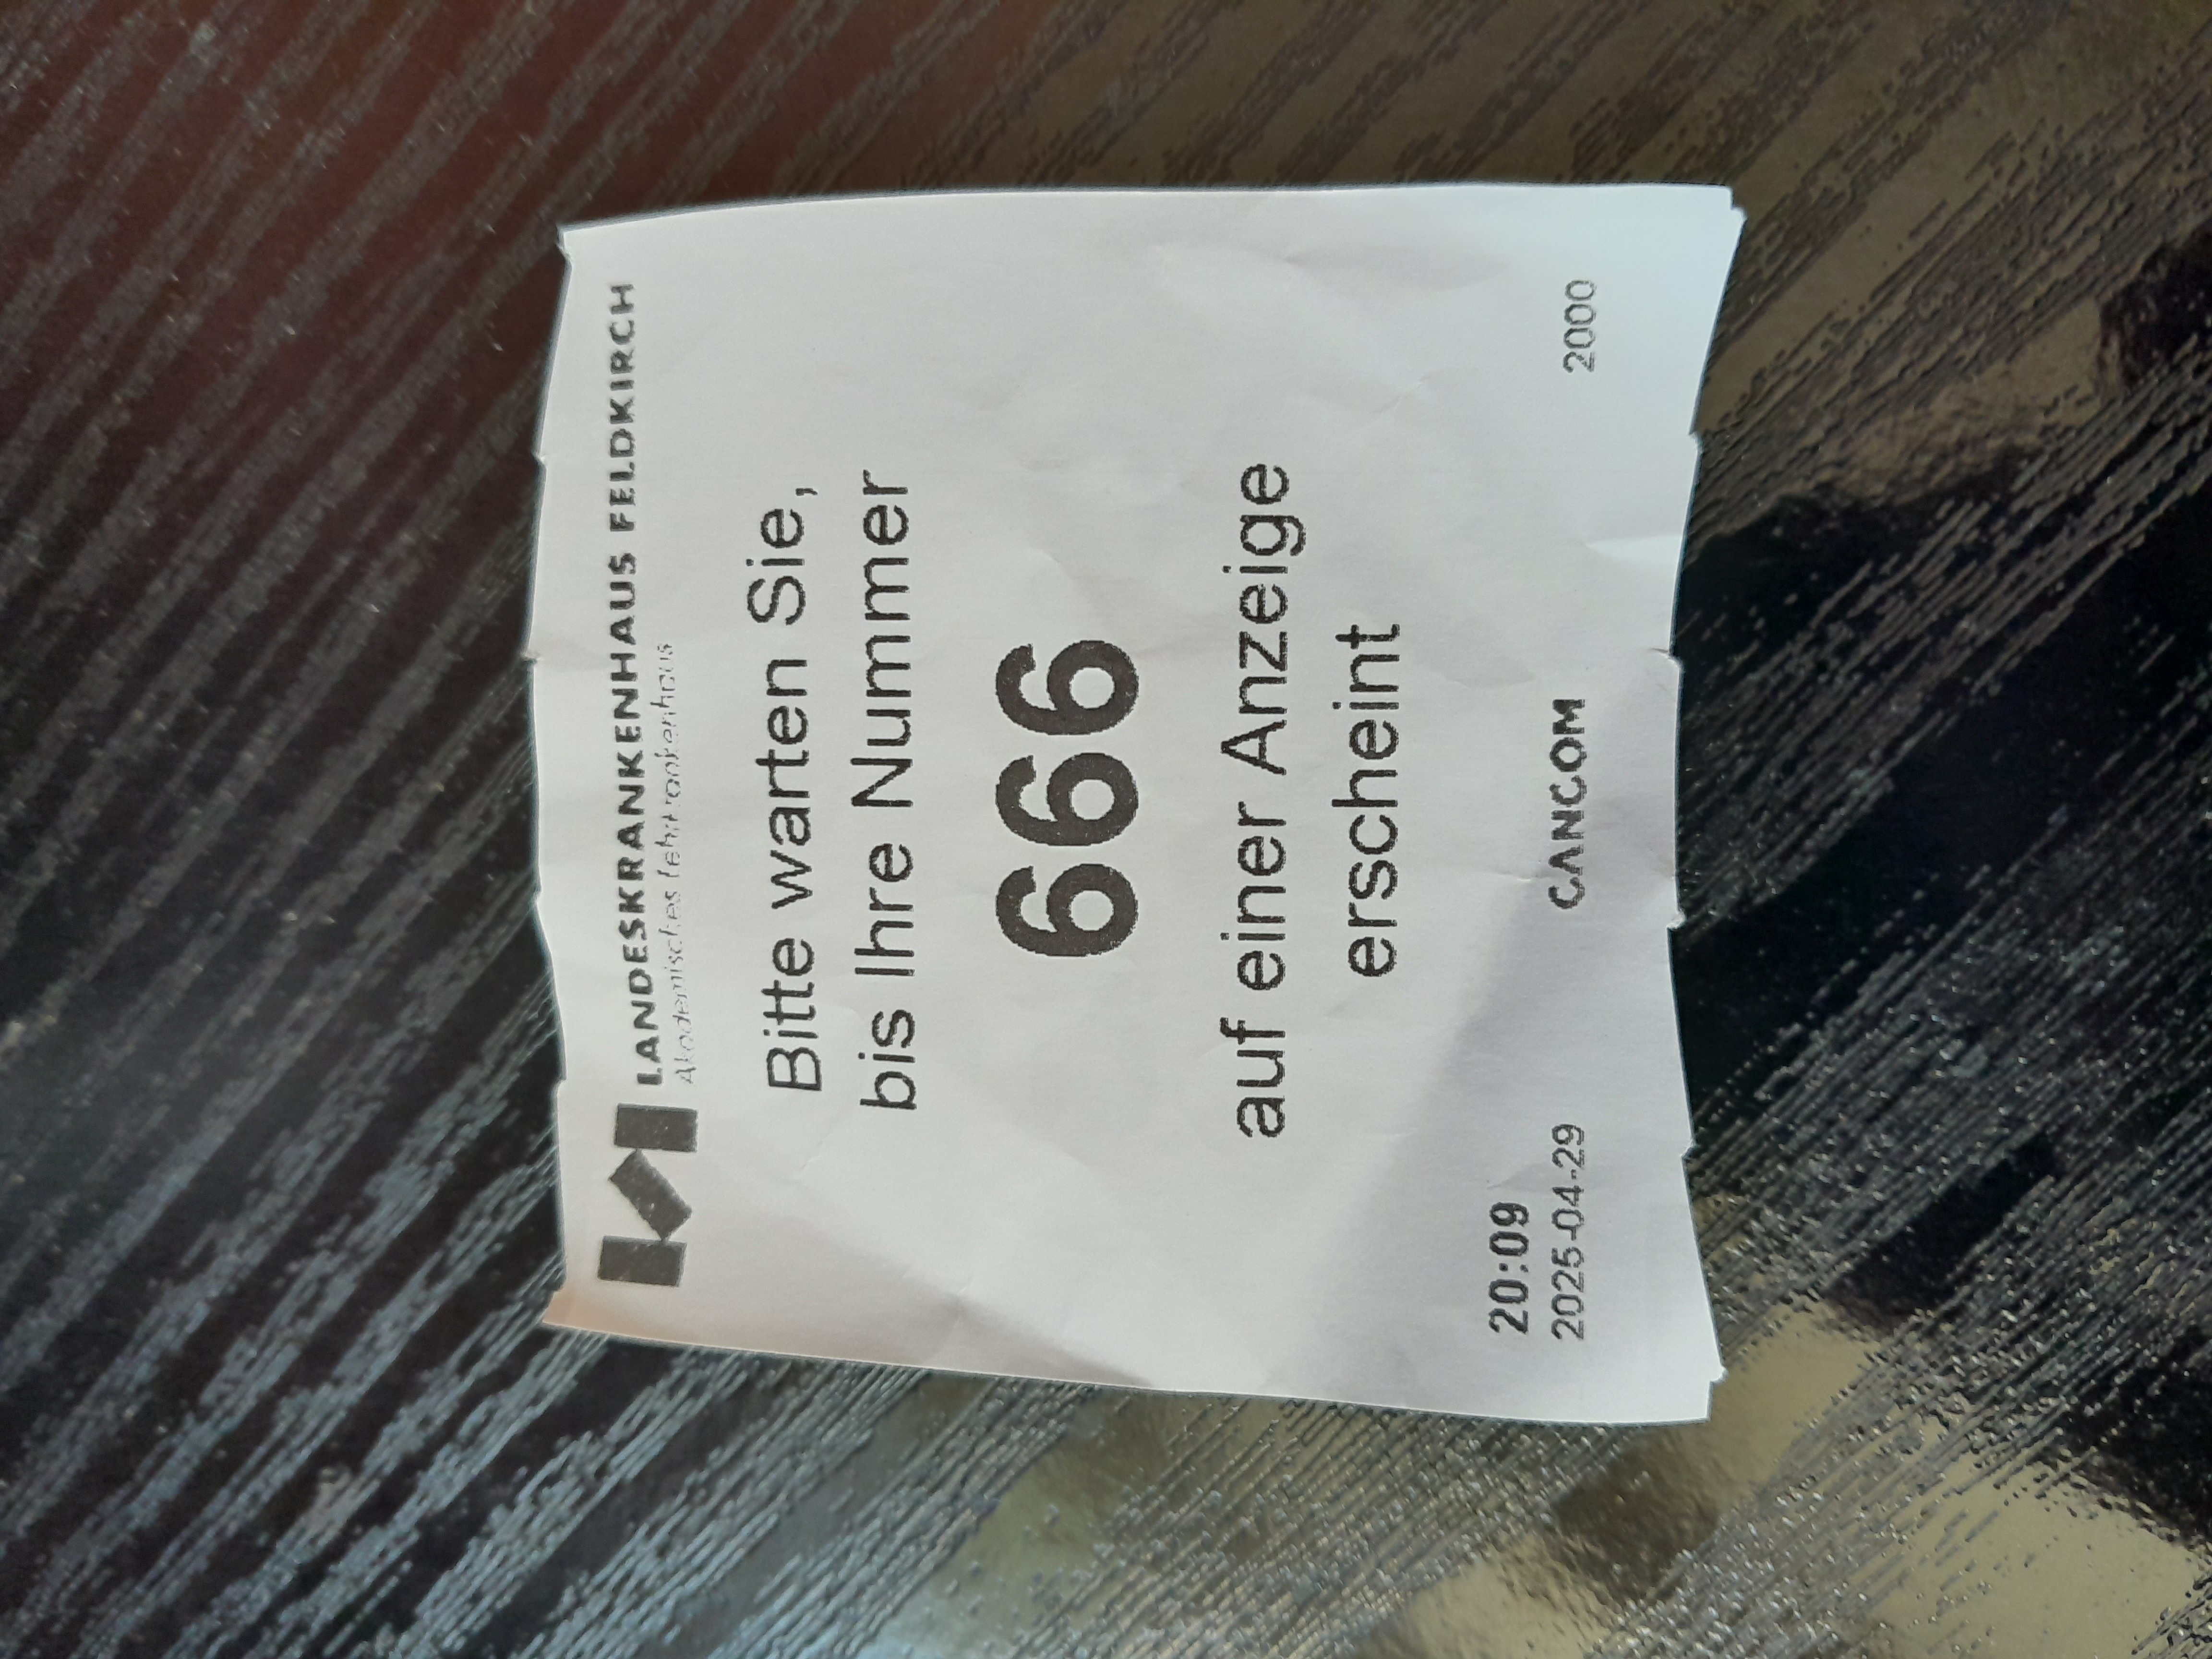 LANDESKRANKENHAUS FELDKIRCH
Akademisches Lehrkrankenhaus
Bitte warten Sie,
bis Ihre Nummer
666
auf einer Anzeige
erscheint
20:09
2025-04-29 CANCOM 2000